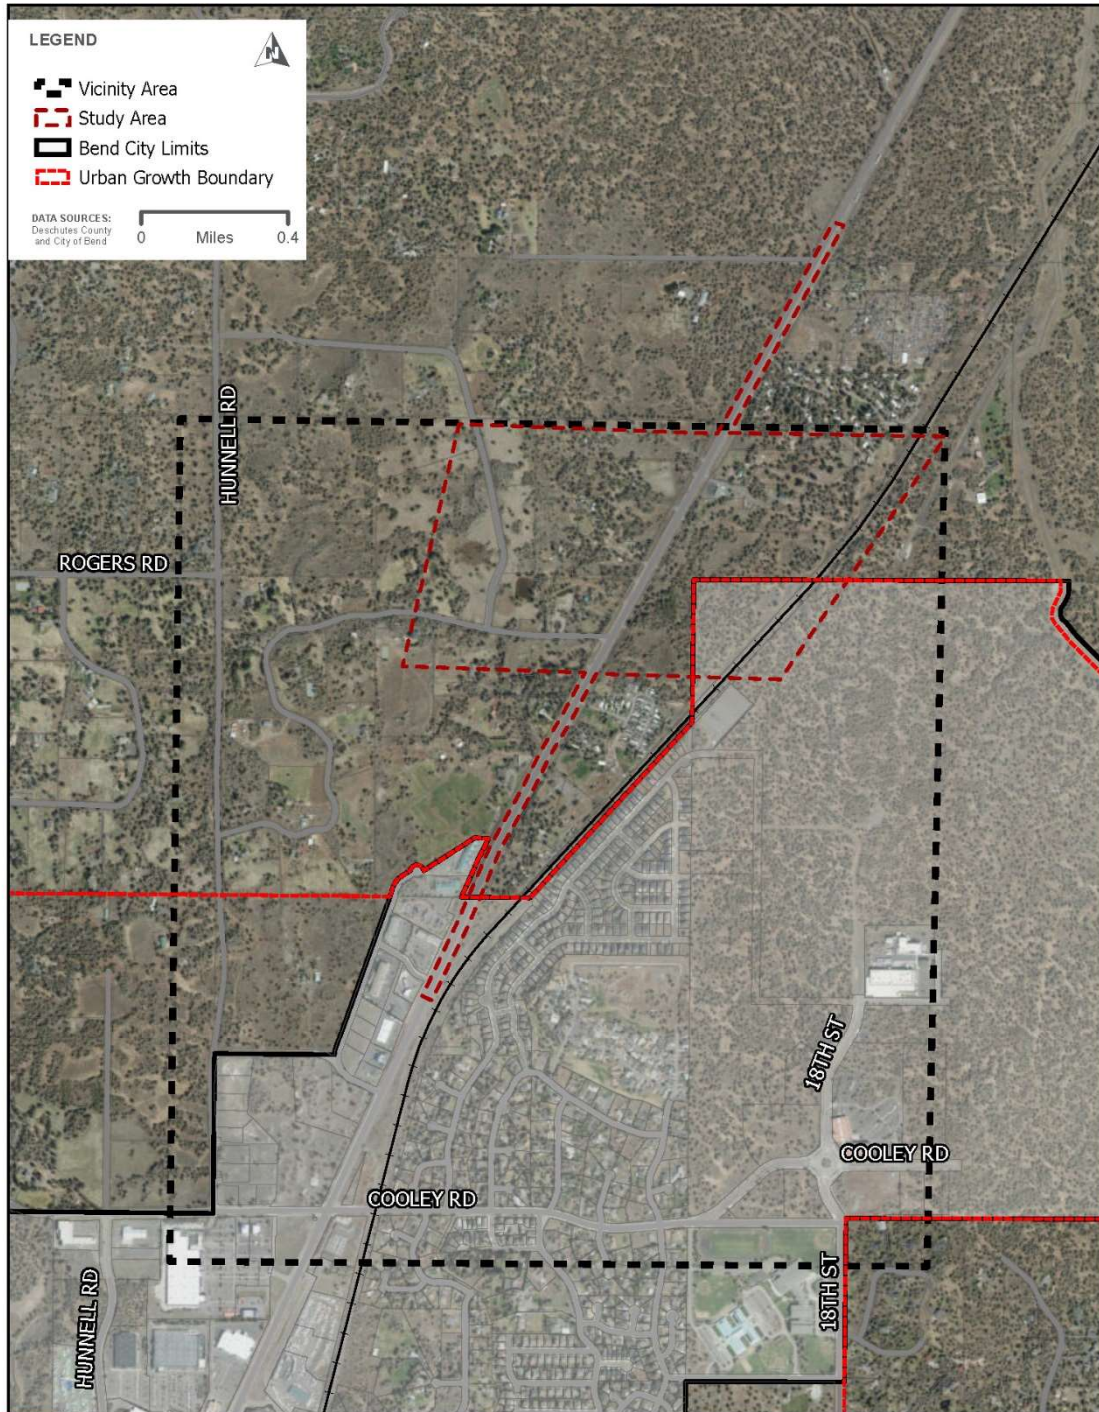 LEGEND
N
Vicinity Area
Study Area
Bend City Limits
Urban Growth Boundary
DATA SOURCES:
Deschutes County
and City of Bend
0 Miles 0.4
HUNNELL RD
ROGERS RD
18TH ST
COOLEY RD
COOLEY RD
18TH ST
HUNNELL RD